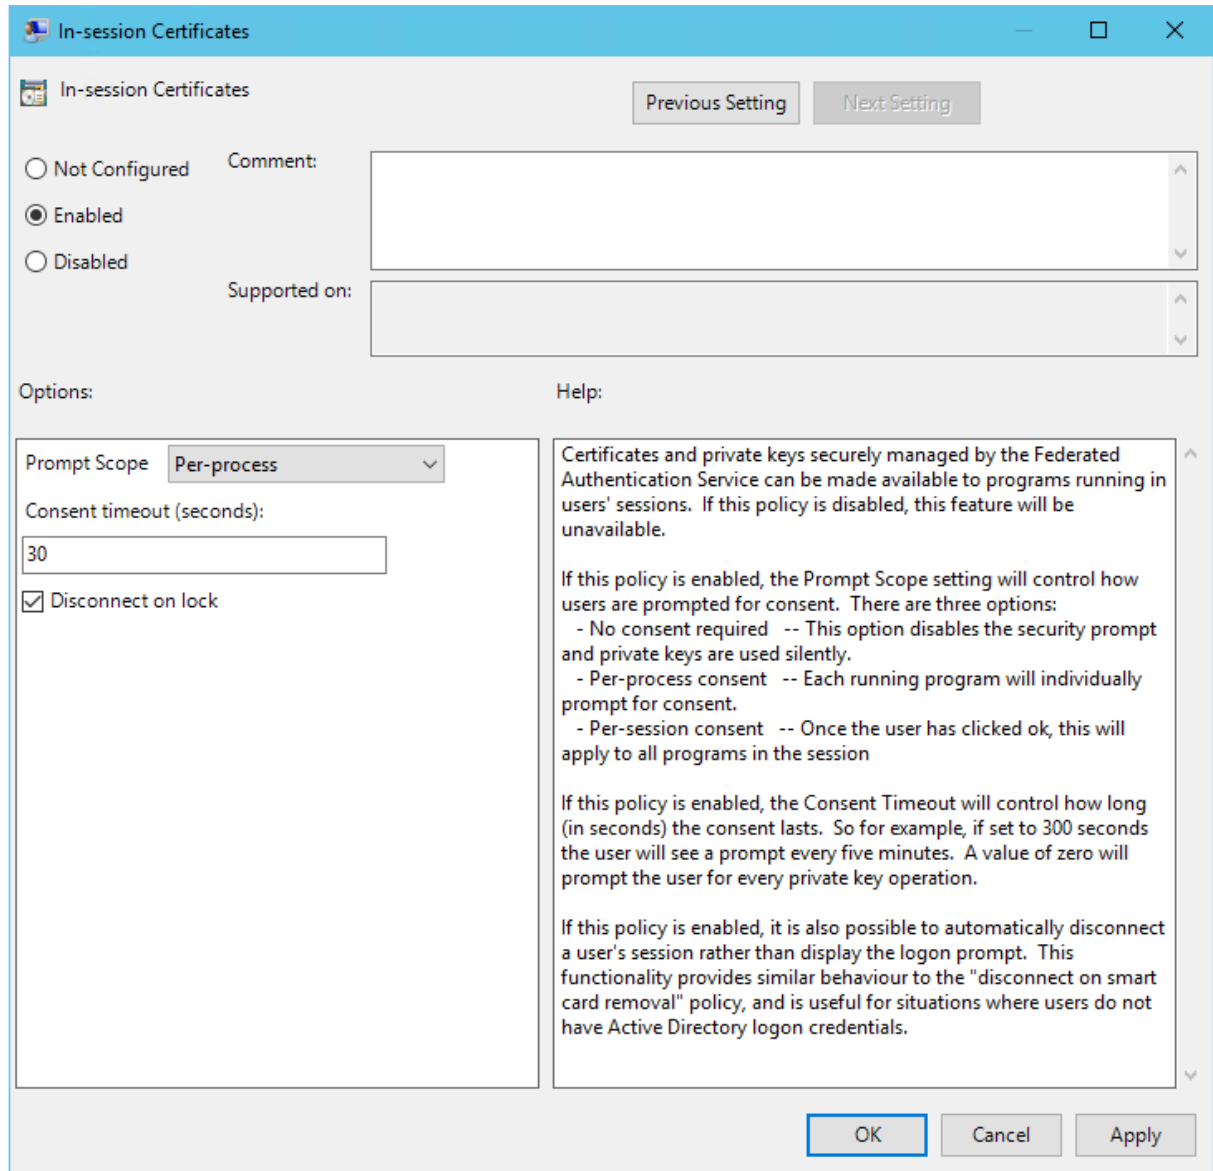 In-session Certificates
In-session Certificates
Previous Setting
Next Setting
Not Configured
Comment:
Enabled
Disabled
Supported on:
Options:
Help:
Prompt Scope
Per-process
Consent timeout (seconds):
30
Disconnect on lock
Certificates and private keys securely managed by the Federated
Authentication Service can be made available to programs running in
users' sessions.  If this policy is disabled, this feature will be
unavailable.
If this policy is enabled, the Prompt Scope setting will control how
users are prompted for consent.  There are three options:
- No consent required   -- This option disables the security prompt
and private keys are used silently.
- Per-process consent   -- Each running program will individually
prompt for consent.
- Per-session consent   -- Once the user has clicked ok, this will
apply to all programs in the session
If this policy is enabled, the Consent Timeout will control how long
(in seconds) the consent lasts.  So for example, if set to 300 seconds
the user will see a prompt every five minutes.  A value of zero will
prompt the user for every private key operation.
If this policy is enabled, it is also possible to automatically disconnect
a user's session rather than display the logon prompt.  This
functionality provides similar behaviour to the "disconnect on smart
card removal" policy, and is useful for situations where users do not
have Active Directory logon credentials.
OK
Cancel
Apply